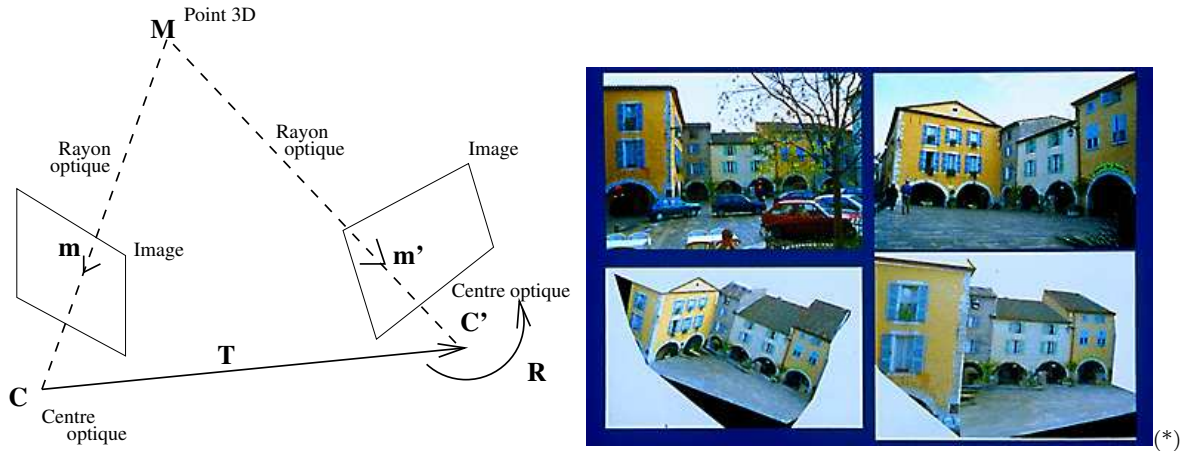 M
Point 3D
Rayon
optique
Rayon
optique
Image
m
Image
m'
Centre optique
C'
T
R
C
Centre
optique
(*)